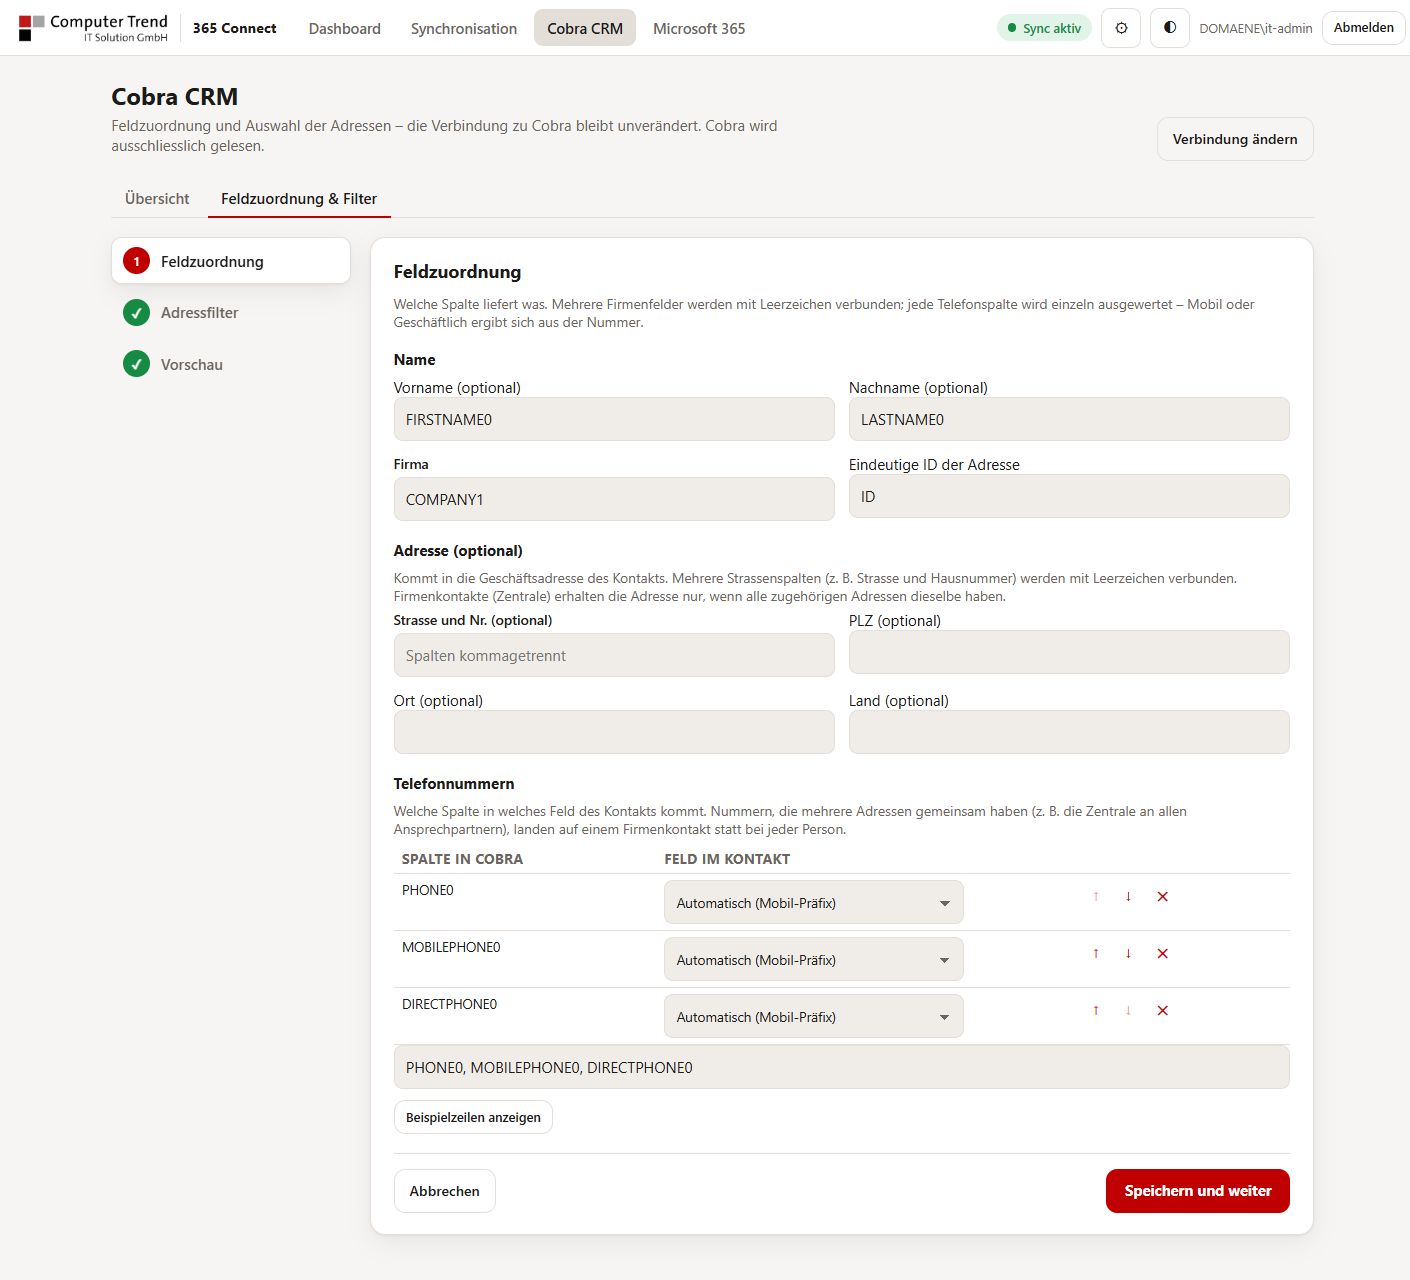 Computer Trend
IT Solution GmbH
365 Connect
Dashboard
Synchronisation
Cobra CRM
Microsoft 365
Sync aktiv
DOMAENE\it-admin
Abmelden
Cobra CRM
Feldzuordnung und Auswahl der Adressen – die Verbindung zu Cobra bleibt unverändert. Cobra wird
ausschliesslich gelesen.
Verbindung ändern
Übersicht
Feldzuordnung & Filter
1 Feldzuordnung
Adressfilter
Vorschau
Feldzuordnung
Welche Spalte liefert was. Mehrere Firmenfelder werden mit Leerzeichen verbunden; jede Telefonspalte wird einzeln ausgewertet – Mobil oder
Geschäftlich ergibt sich aus der Nummer.
Name
Vorname (optional)
Nachname (optional)
FIRSTNAME0
LASTNAME0
Firma
Eindeutige ID der Adresse
COMPANY1
ID
Adresse (optional)
Kommt in die Geschäftsadresse des Kontakts. Mehrere Strassenspalten (z. B. Strasse und Hausnummer) werden mit Leerzeichen verbunden.
Firmenkontakte (Zentrale) erhalten die Adresse nur, wenn alle zugehörigen Adressen dieselbe haben.
Strasse und Nr. (optional)
PLZ (optional)
Spalten kommagetrennt
Ort (optional)
Land (optional)
Telefonnummern
Welche Spalte in welches Feld des Kontakts kommt. Nummern, die mehrere Adressen gemeinsam haben (z. B. die Zentrale an allen
Ansprechpartnern), landen auf einem Firmenkontakt statt bei jeder Person.
SPALTE IN COBRA
FELD IM KONTAKT
PHONE0
Automatisch (Mobil-Präfix)
↑ ↓ ✕
MOBILEPHONE0
Automatisch (Mobil-Präfix)
↑ ↓ ✕
DIRECTPHONE0
Automatisch (Mobil-Präfix)
↑ ↓ ✕
PHONE0, MOBILEPHONE0, DIRECTPHONE0
Beispielzeilen anzeigen
Abbrechen
Speichern und weiter